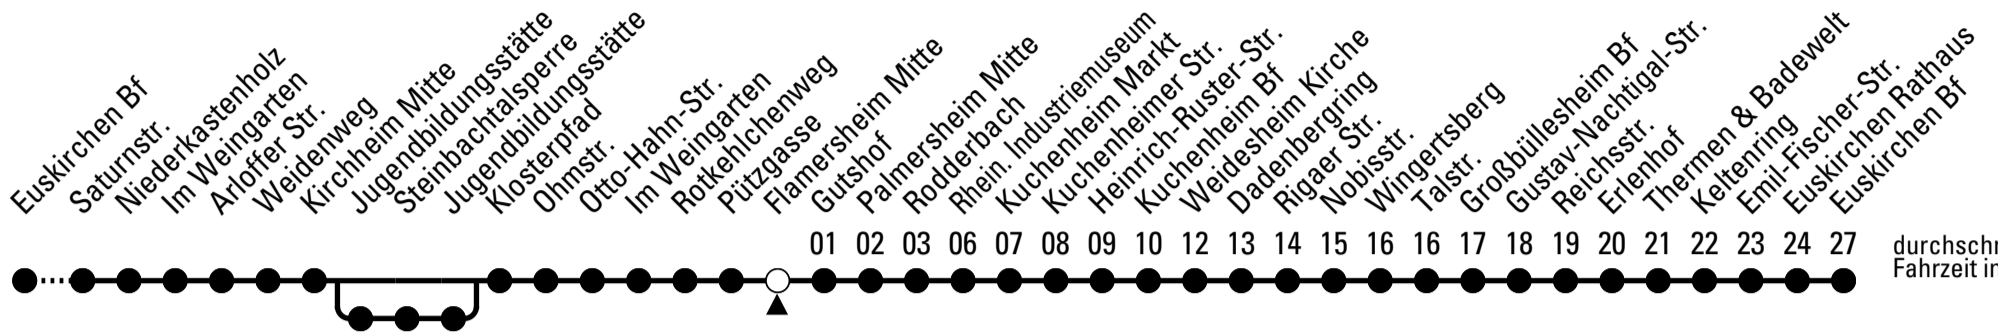 Euskirchen Bf
Saturnstr.
Niederkastenholz
Im Weingarten
Arloffer Str.
Weidenweg
Kirchheim Mitte
Jugendbildungsstätte
Steinbachtalsperre
Jugendbildungsstätte
Klosterpfad
Ohmstr.
Otto-Hahn-Str.
Im Weingarten
Rotkehlchenweg
Pützgasse
Flamersheim Mitte
Gutshof
Palmersheim Mitte
Rodderbach
Rhein. Industriemuseum
Kuchenheim Markt
Kuchenheimer Str.
Heinrich-Ruster-Str.
Kuchenheim Bf
Weidesheim Kirche
Dadenbergring
Rigaer Str.
Nobisstr.
Wingertsberg
Talstr.
Großbüllesheim Bf
Gustav-Nachtigal-Str.
Reichsstr.
Erlenhof
Thermen & Badewelt
Keltenring
Emil-Fischer-Str.
Euskirchen Rathaus
Euskirchen Bf
01 02 03 06 07 08 09 10 12 13 14 15 16 16 17 18 19 20 21 22 23 24 27
durchschn
Fahrzeit in